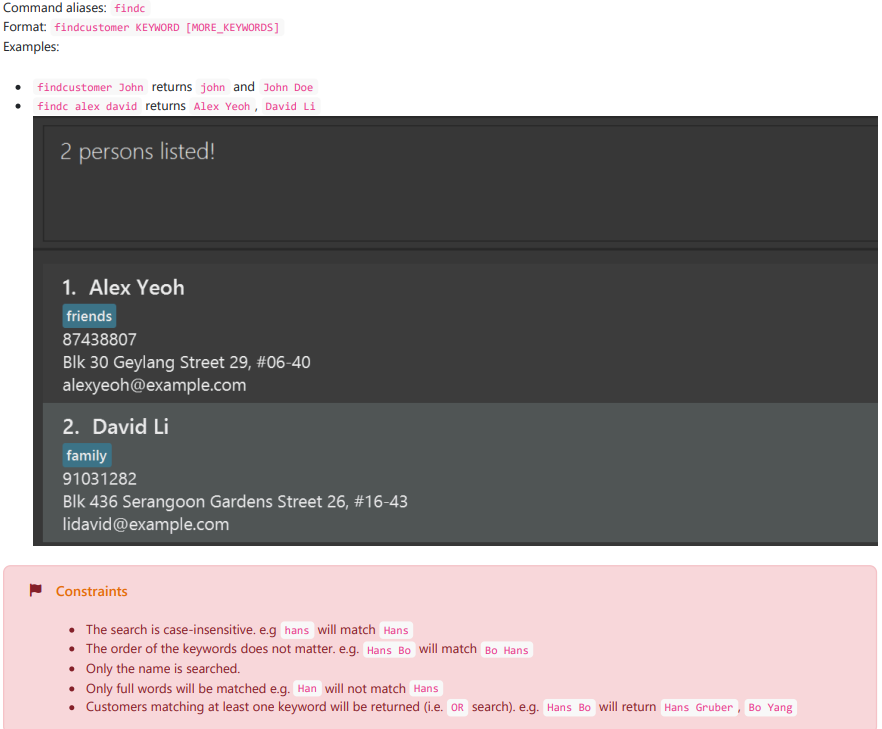 Command aliases: findc
Format: findcustomer KEYWORD [MORE_KEYWORDS]
Examples:
findcustomer John returns john and John Doe
findc alex david returns Alex Yeoh, David Li
2 persons listed!
1. Alex Yeoh
friends
87438807
Blk 30 Geylang Street 29, #06-40
alexyeoh@example.com
2. David Li
family
91031282
Blk 436 Serangoon Gardens Street 26, #16-43
lidavid@example.com
Constraints
The search is case-insensitive. e.g hans will match Hans
The order of the keywords does not matter. e.g. Hans Bo will match Bo Hans
Only the name is searched.
Only full words will be matched e.g. Han will not match Hans
Customers matching at least one keyword will be returned (i.e. OR search). e.g. Hans Bo will return Hans Gruber, Bo Yang